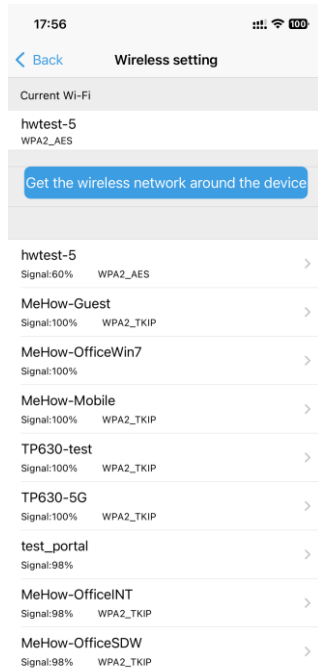 17:56
100
Back Wireless setting
Current Wi-Fi
hwtest-5
WPA2_AES
Get the wireless network around the device
hwtest-5
Signal:60% WPA2_AES
MeHow-Guest
Signal:100% WPA2_TKIP
MeHow-OfficeWin7
Signal:100%
MeHow-Mobile
Signal:100% WPA2_TKIP
TP630-test
Signal:100% WPA2_TKIP
TP630-5G
Signal:100% WPA2_TKIP
test_portal
Signal:98%
MeHow-OfficeINT
Signal:98% WPA2_TKIP
MeHow-OfficeSDW
Signal:98% WPA2_TKIP